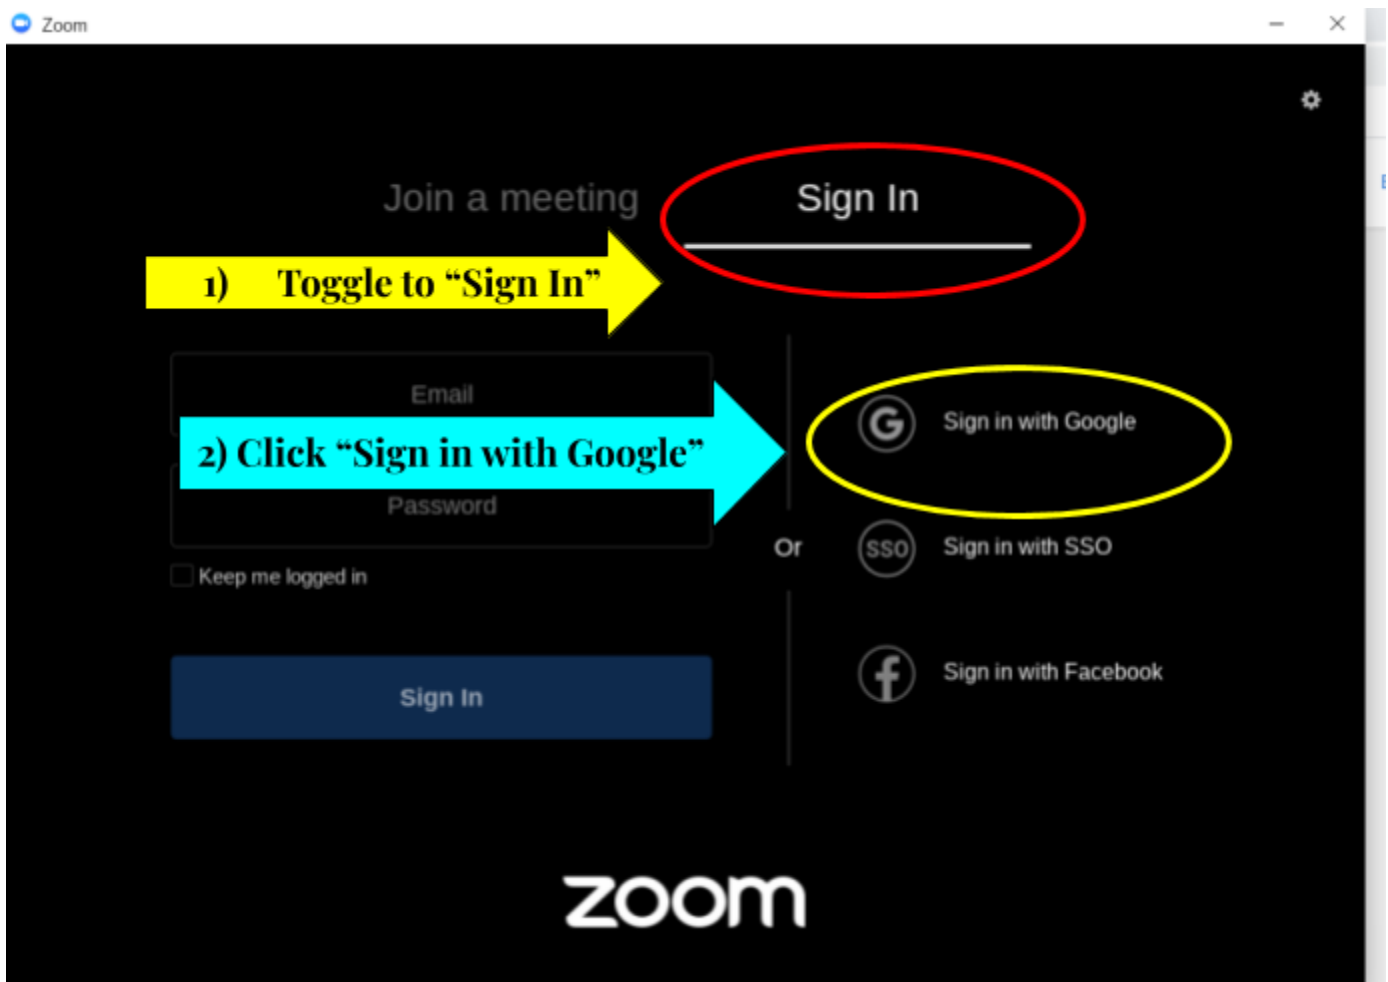 Zoom
Join a meeting
Sign In
1) Toggle to “Sign In”
Email
2) Click “Sign in with Google”
Password
Keep me logged in
Sign In
Or
G
Sign in with Google
SSO
Sign in with SSO
f
Sign in with Facebook
zoom